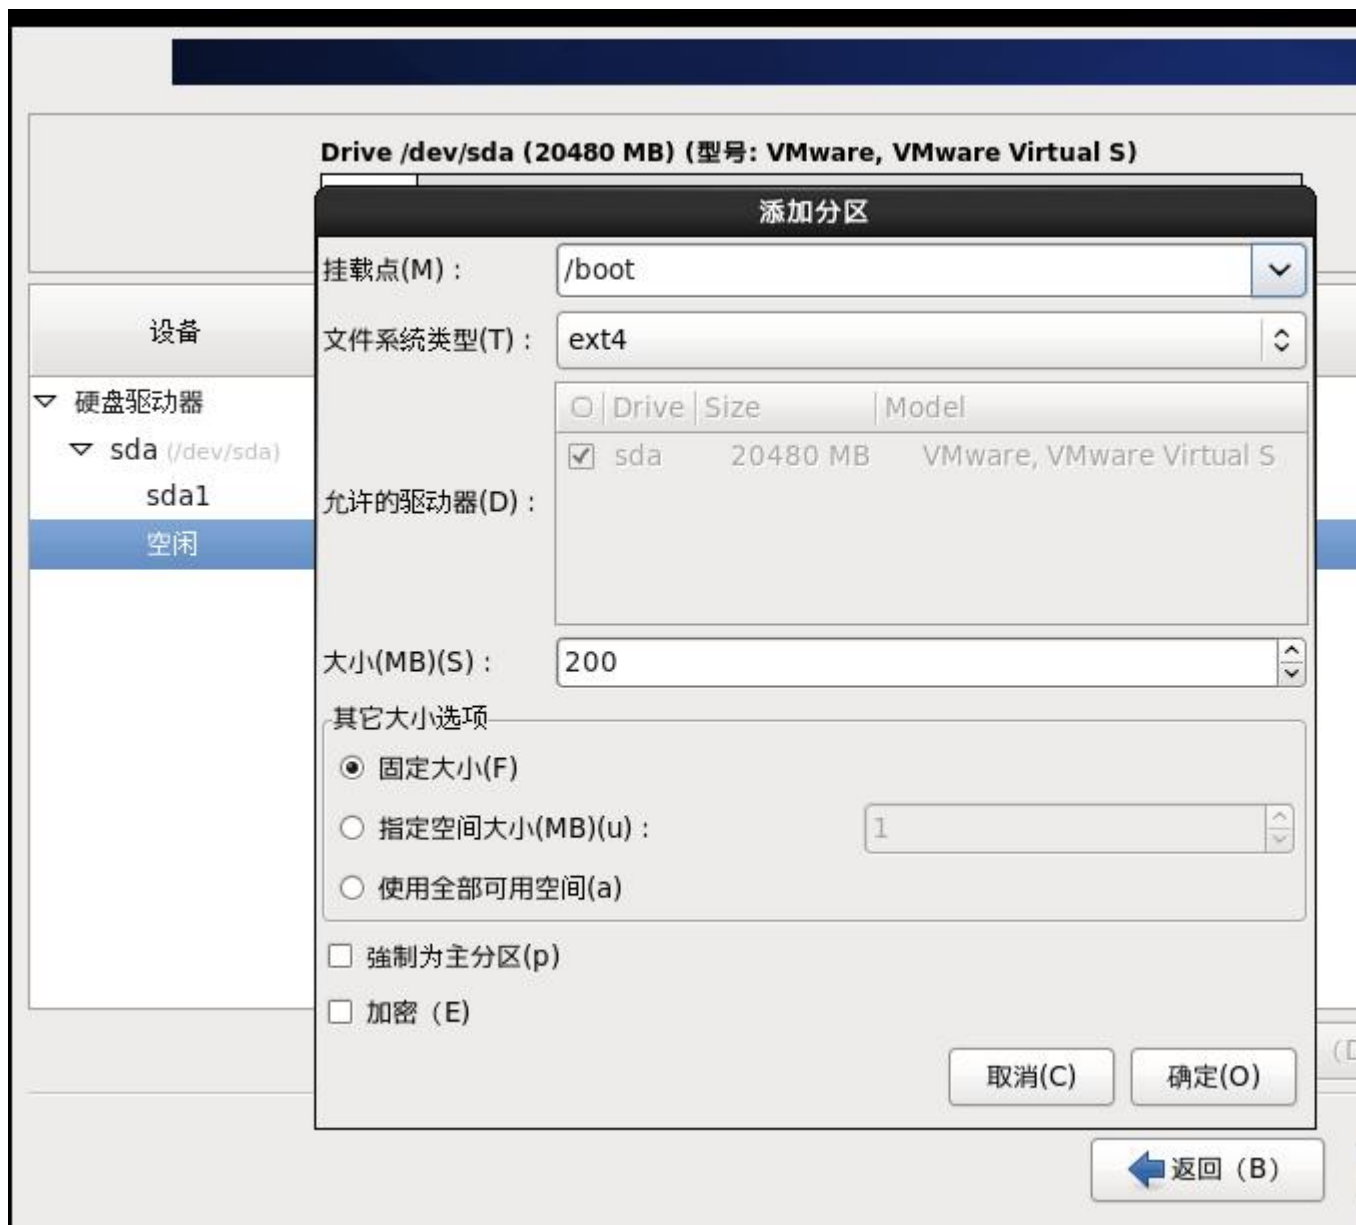 Drive /dev/sda (20480 MB) (型号: VMware, VMware Virtual S)
添加分区
挂载点(M)：
/boot
文件系统类型(T)：
ext4
设备
硬盘驱动器
sda (/dev/sda)
sda1
空闲
允许的驱动器(D)：
Drive Size Model
sda 20480 MB VMware, VMware Virtual S
大小(MB)(S)：
200
其它大小选项
固定大小(F)
指定空间大小(MB)(u)：
1
使用全部可用空间(a)
強制为主分区(p)
加密（E)
取消(C)
确定(O)
返回（B）